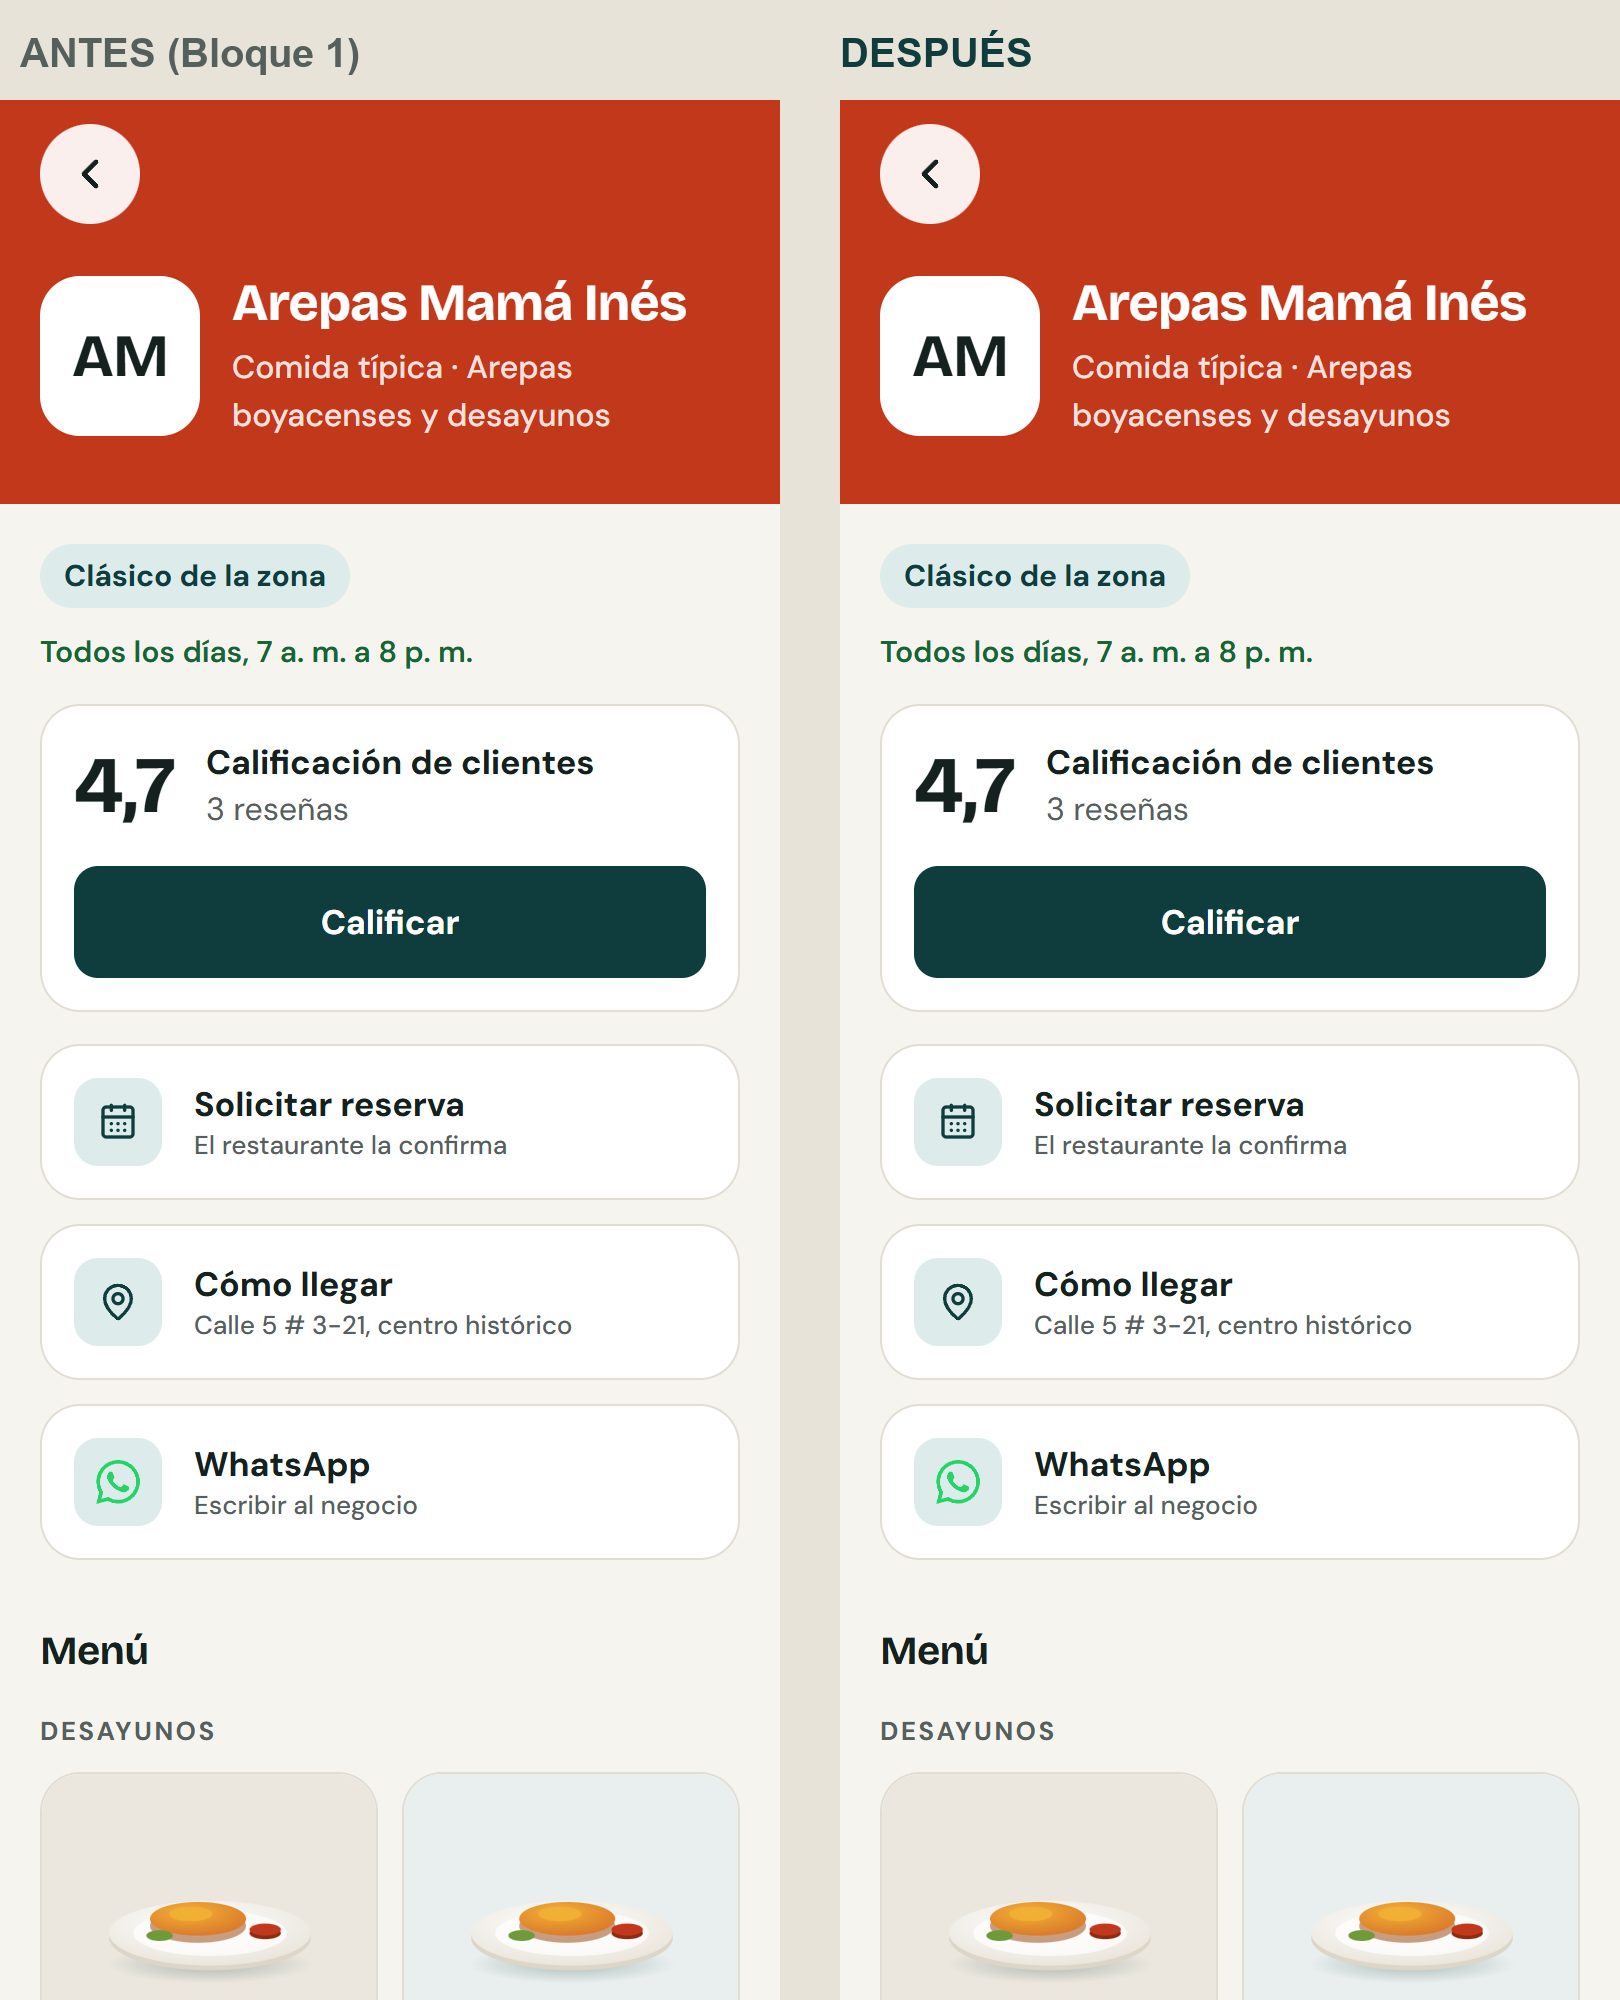 ANTES (Bloque 1)
AM
Arepas Mamá Inés
Comida típica · Arepas
boyacenses y desayunos
Clásico de la zona
Todos los días, 7 a. m. a 8 p. m.
4,7
Calificación de clientes
3 reseñas
Calificar
Solicitar reserva
El restaurante la confirma
Cómo llegar
Calle 5 # 3-21, centro histórico
WhatsApp
Escribir al negocio
Menú
DESAYUNOS
DESPUÉS
AM
Arepas Mamá Inés
Comida típica · Arepas
boyacenses y desayunos
Clásico de la zona
Todos los días, 7 a. m. a 8 p. m.
4,7
Calificación de clientes
3 reseñas
Calificar
Solicitar reserva
El restaurante la confirma
Cómo llegar
Calle 5 # 3-21, centro histórico
WhatsApp
Escribir al negocio
Menú
DESAYUNOS